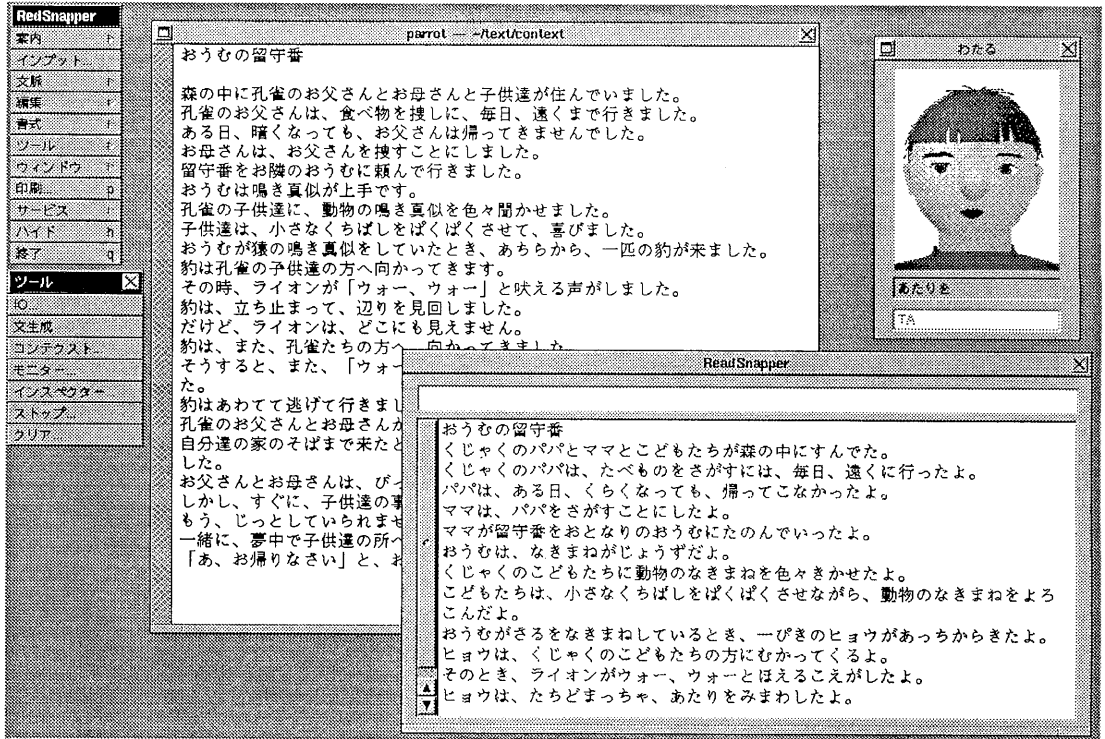 RedSnapper
案内
インプット...
文脈
編集
書式
ツール
ウィンドウ
印刷 p
サービス
ハイド h
終了 q
ツール
IO...
文生成
コンテクスト...
モニター...
インスペクター
ストップ...
クリア...
parrot — ~/text/context
おうむの留守番
森の中に孔雀のお父さんとお母さんと子供達が住んでいました。
孔雀のお父さんは、食べ物を捜しに、毎日、遠くまで行きました。
ある日、暗くなっても、お父さんは帰ってきませんでした。
お母さんは、お父さんを捜すことにしました。
留守番をお隣のおうむに頼んで行きました。
おうむは鳴き真似が上手です。
孔雀の子供達に、動物の鳴き真似を色々聞かせました。
子供達は、小さなくちばしをぱくぱくさせて、喜びました。
おうむが猿の鳴き真似をしていたとき、あちらから、一匹の豹が来ました。
豹は孔雀の子供達の方へ向かってきます。
その時、ライオンが「ウォー、ウォー」と吠える声がしました。
豹は、立ち止まって、辺りを見回しました。
だけど、ライオンは、どこにも見えません。
豹は、また、孔雀たちの方へ、向かってきました
そうすると、また、「ウォー
た。
豹はあわてて逃げて行きまし
孔雀のお父さんとお母さんが
自分達の家のそばまで来たと
した。
お父さんとお母さんは、びっ
しかし、すぐに、子供達の事
もう、じっとしていられませ
一緒に、夢中で子供達の所へ
「あ、お帰りなさい」と、お
わたる
あたりを
TA
ReadSnapper
おうむの留守番
くじゃくのパパとママとこどもたちが森の中にすんでた。
くじゃくのパパは、たべものをさがすには、毎日、遠くに行ったよ。
パパは、ある日、くらくなっても、帰ってこなかったよ。
ママは、パパをさがすことにしたよ。
ママが留守番をおとなりのおうむにたのんでいったよ。
おうむは、なきまねがじょうずだよ。
くじゃくのこどもたちに動物のなきまねを色々きかせたよ。
こどもたちは、小さなくちばしをぱくぱくさせながら、動物のなきまねをよろ
こんだよ。
おうむがさるをなきまねしているとき、一ぴきのヒョウがあっちからきたよ。
ヒョウは、くじゃくのこどもたちの方にむかってくるよ。
そのとき、ライオンがウォー、ウォーとほえるこえがしたよ。
ヒョウは、たちどまっちゃ、あたりをみまわしたよ。